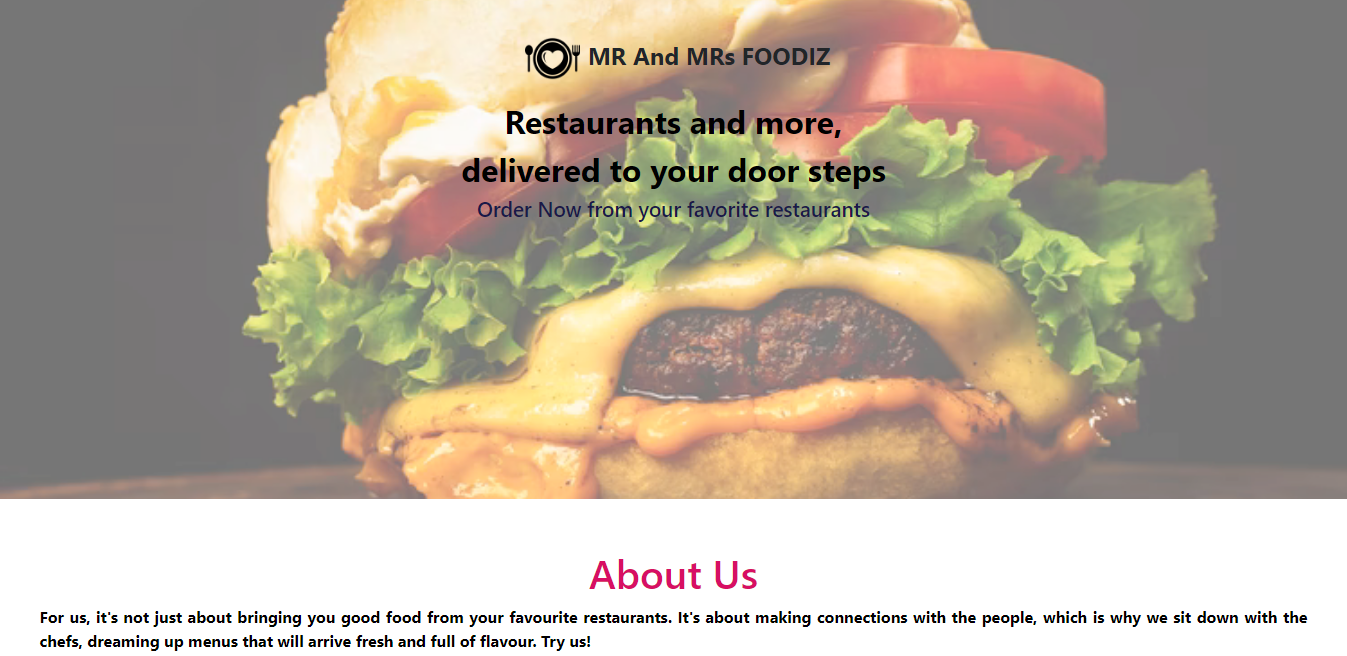 MR And MRs FOODIZ
Restaurants and more,
delivered to your door steps
Order Now from your favorite restaurants
About Us
For us, it's not just about bringing you good food from your favourite restaurants. It's about making connections with the people, which is why we sit down with the
chefs, dreaming up menus that will arrive fresh and full of flavour. Try us!